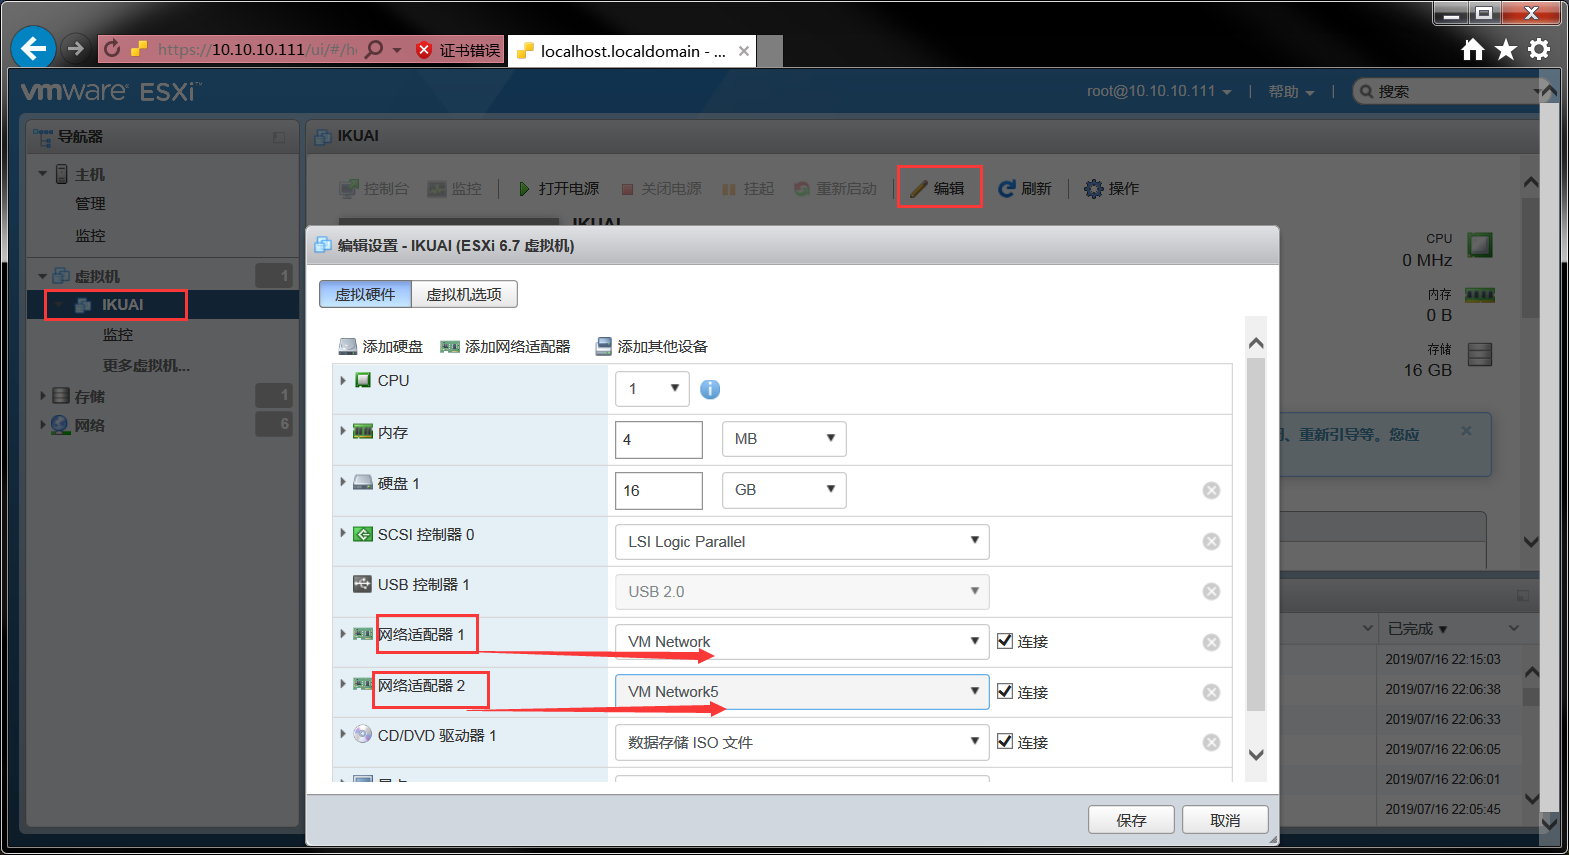 https://10.10.10.111/ui/#/h
证书错误
localhost.localdomain - ...
vmware ESXi™
root@10.10.10.111
帮助
搜索
导航器
主机
管理
监控
虚拟机
1
IKUAI
监控
更多虚拟机...
存储
1
网络
6
IKUAI
控制台
监控
打开电源
关闭电源
挂起
重新启动
编辑
刷新
操作
IKUAI
CPU
0 MHz
内存
0 B
存储
16 GB
、重新引导等。您应
编辑设置 - IKUAI (ESXi 6.7 虚拟机)
虚拟硬件
虚拟机选项
添加硬盘
添加网络适配器
添加其他设备
CPU
1
内存
4
MB
硬盘 1
16
GB
SCSI 控制器 0
LSI Logic Parallel
USB 控制器 1
USB 2.0
网络适配器 1
VM Network
连接
网络适配器 2
VM Network5
连接
CD/DVD 驱动器 1
数据存储 ISO 文件
连接
保存
取消
已完成
2019/07/16 22:15:03
2019/07/16 22:06:38
2019/07/16 22:06:33
2019/07/16 22:06:05
2019/07/16 22:06:01
2019/07/16 22:05:45